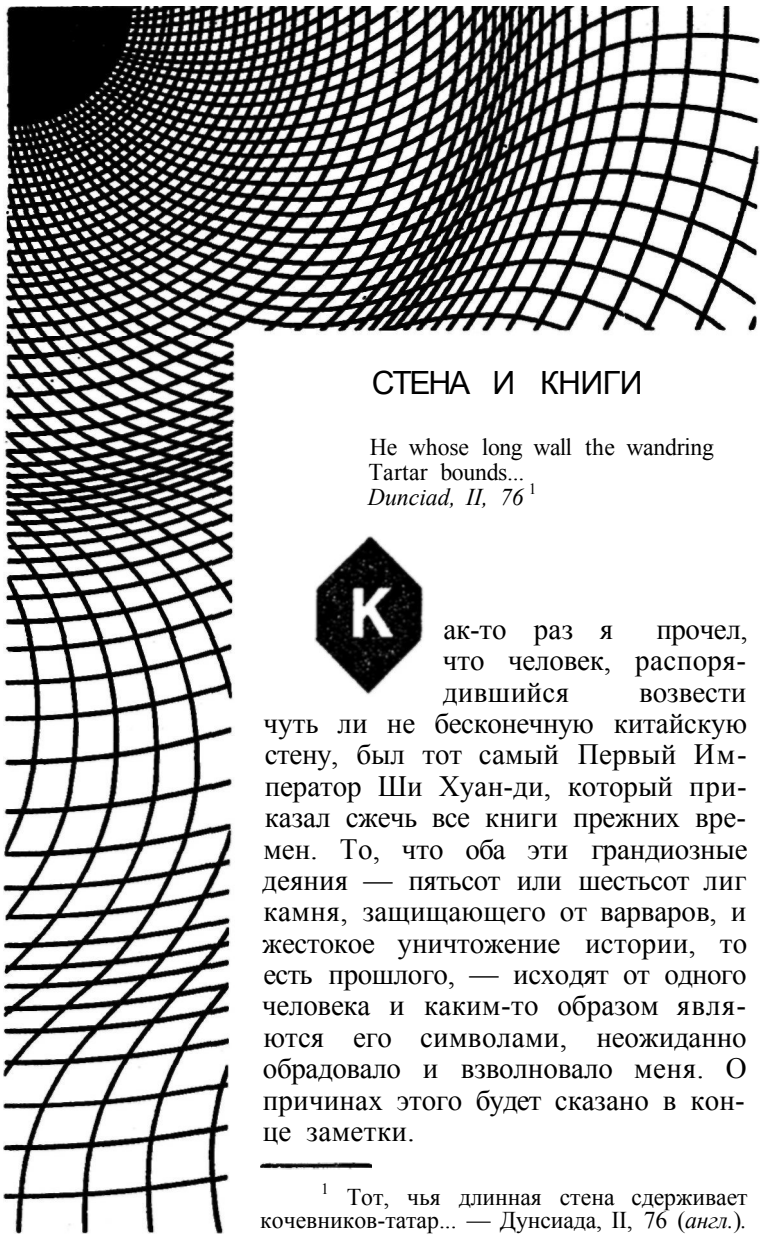 СТЕНА И КНИГИ
He whose long wall the wandring
Tartar bounds...
Dunciad, II, 76 1
Как-то раз я прочел,
что человек, распоря-
дившийся возвести
чуть ли не бесконечную китайскую
стену, был тот самый Первый Им-
ператор Ши Хуан-ди, который при-
казал сжечь все книги прежних вре-
мен. То, что оба эти грандиозные
деяния — пятьсот или шестьсот лиг
камня, защищающего от варваров, и
жестокое уничтожение истории, то
есть прошлого, — исходят от одного
человека и каким-то образом явля-
ются его символами, неожиданно
обрадовало и взволновало меня. О
причинах этого будет сказано в кон-
це заметки.
1 Тот, чья длинная стена сдерживает
кочевников-татар... — Дунсиада, II, 76 (англ.).